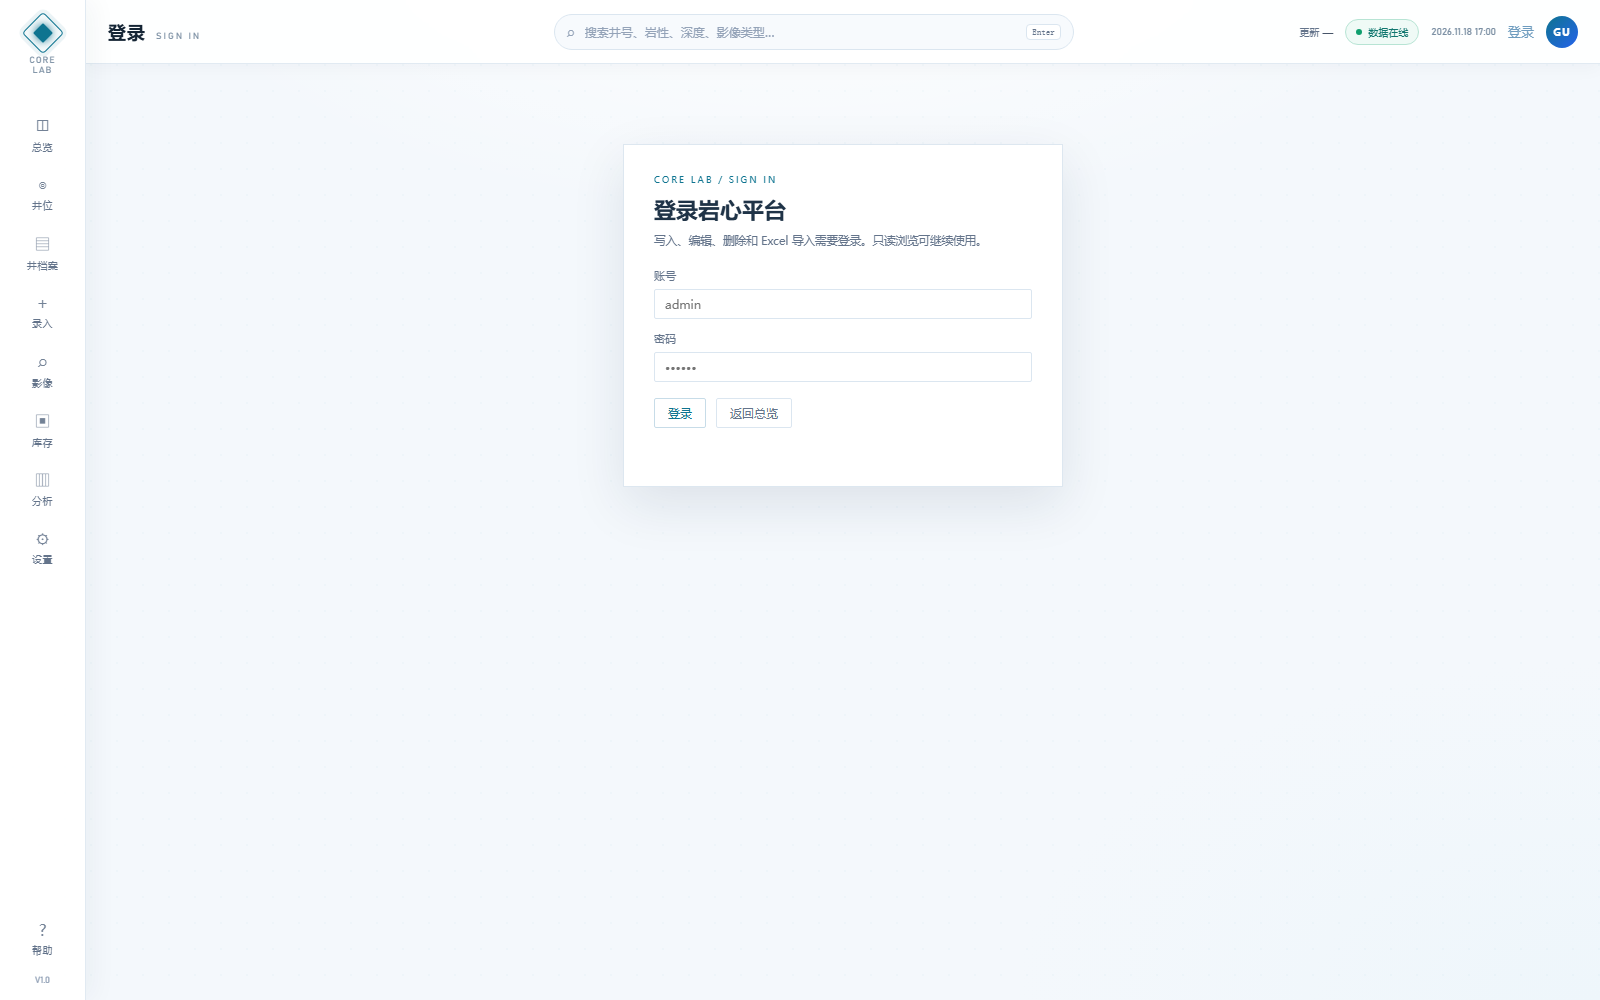 CORE
LAB
总览
井位
井档案
录入
影像
库存
分析
设置
帮助
V1.0
登录 SIGN IN
搜索井号、岩性、深度、影像类型... Enter
更新 — 数据在线 2026.11.18 17:00 登录 GU
CORE LAB / SIGN IN
登录岩心平台
写入、编辑、删除和 Excel 导入需要登录。只读浏览可继续使用。
账号
admin
密码
••••••
登录 返回总览